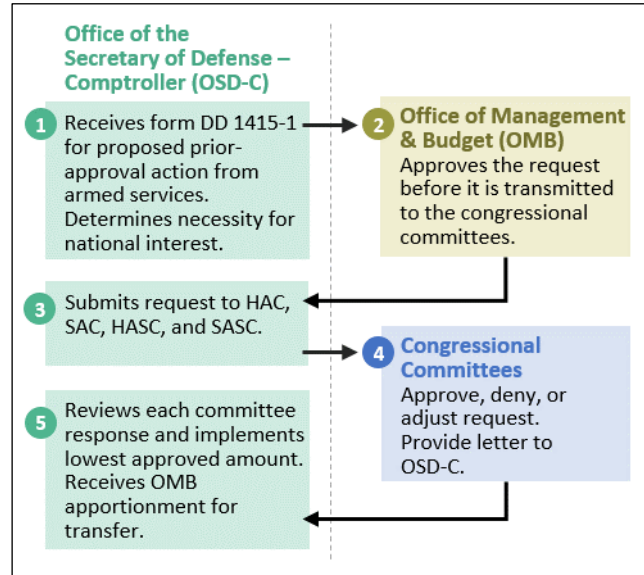 Office of the
Secretary of Defense –
Comptroller (OSD-C)
1
Receives form DD 1415-1
for proposed prior-
approval action from
armed services.
Determines necessity for
national interest.
2
Office of Management
& Budget (OMB)
Approves the request
before it is transmitted
to the congressional
committees.
3
Submits request to HAC,
SAC, HASC, and SASC.
4
Congressional
Committees
Approve, deny, or
adjust request.
Provide letter to
OSD-C.
5
Reviews each committee
response and implements
lowest approved amount.
Receives OMB
apportionment for
transfer.